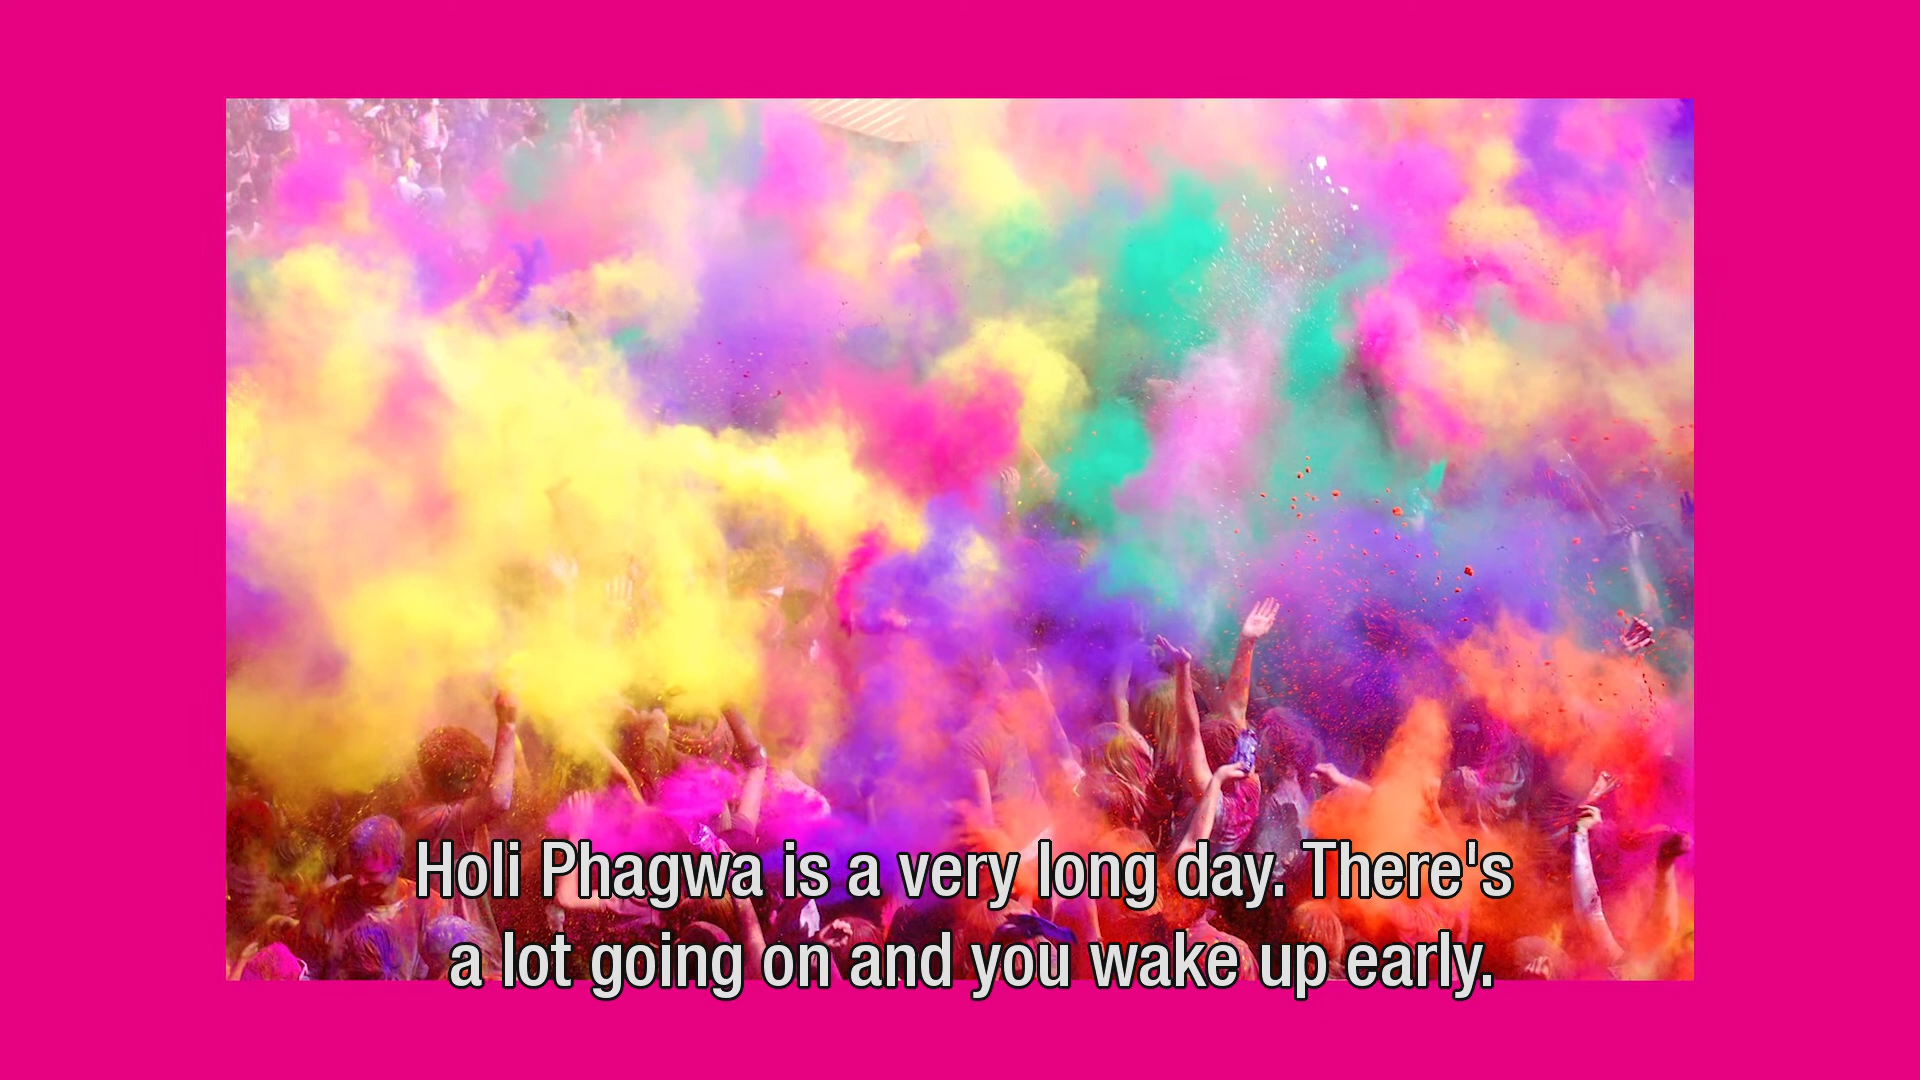 Holi Phagwa is a very long day. There's
a lot going on and you wake up early.